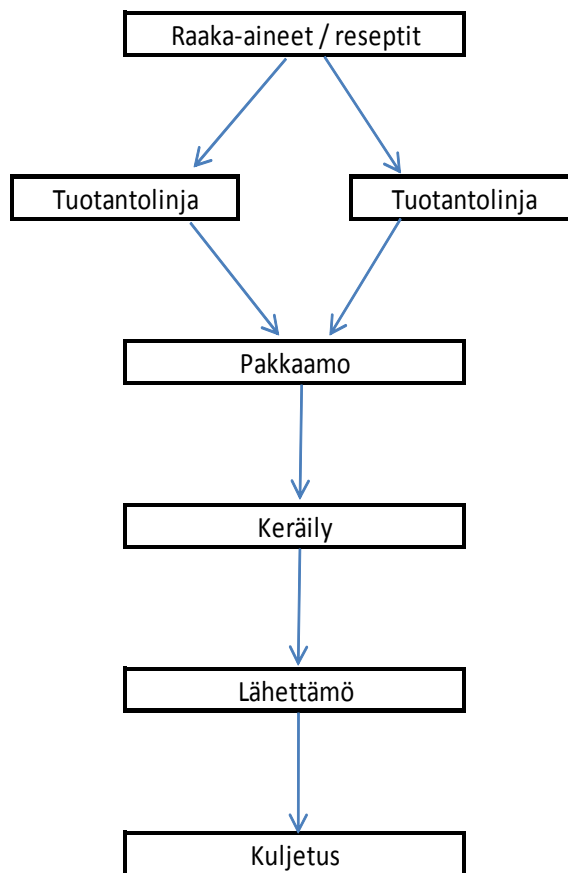 Raaka-aineet / reseptit
Tuotantolinja
Tuotantolinja
Pakkaamo
Keräily
Lähettämö
Kuljetus